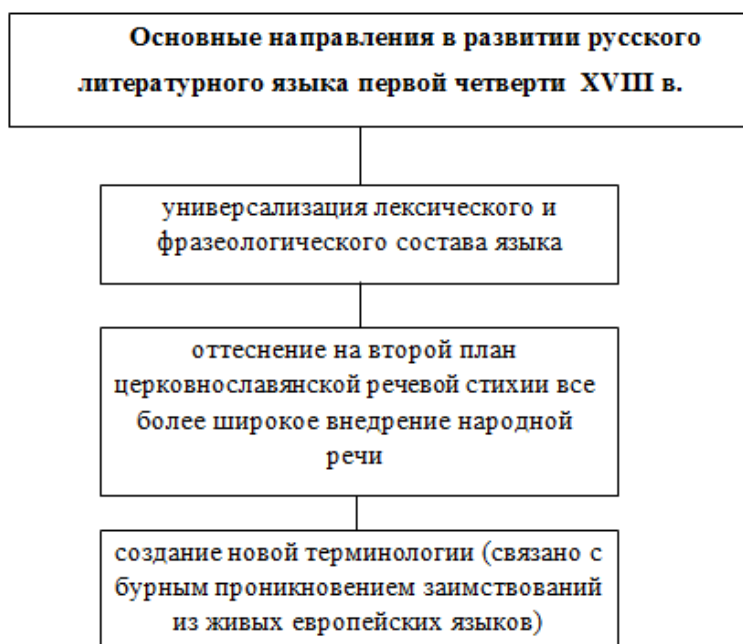 Основные направления в развитии русского
литературного языка первой четверти XVIII в.
универсализация лексического и
фразеологического состава языка
оттеснение на второй план
церковнославянской речевой стихии все
более широкое внедрение народной
речи
создание новой терминологии (связано с
бурным проникновением заимствований
из живых европейских языков)